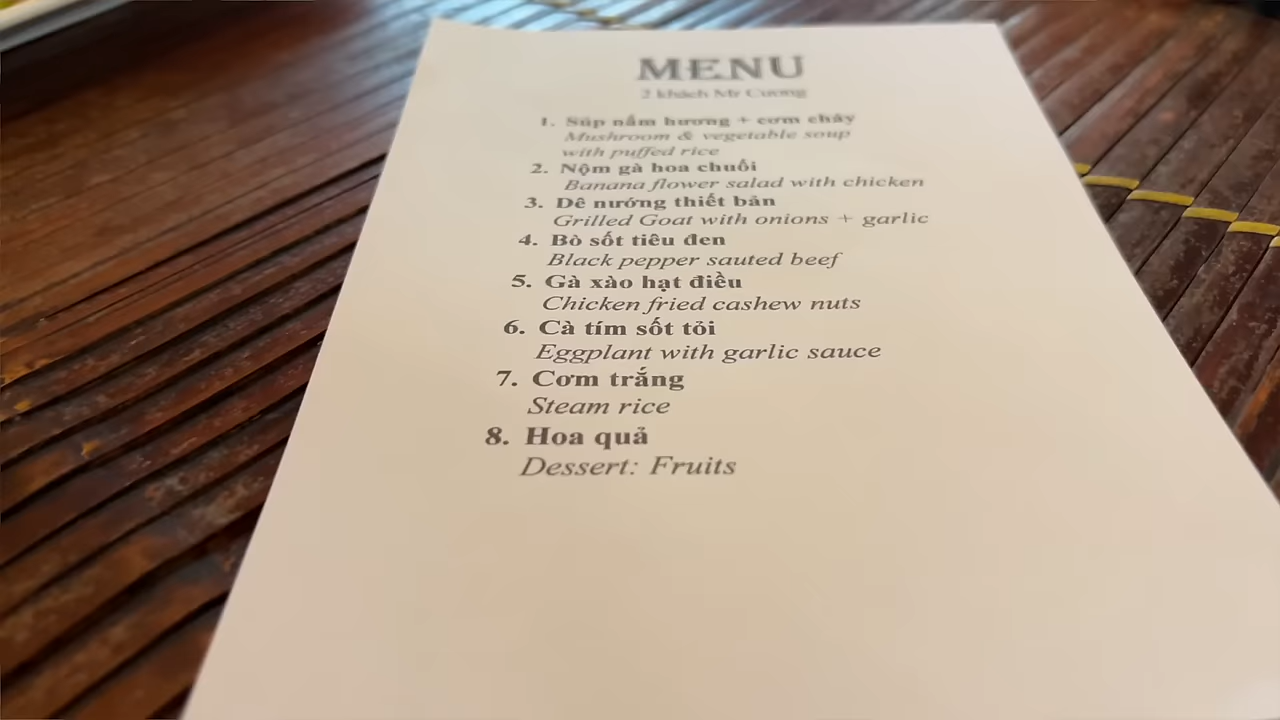 MENU
2 khách Mr Cương
1. Súp nấm hương + cơm cháy
Mushroom & vegetable soup
with puffed rice
2. Nộm gà hoa chuối
Banana flower salad with chicken
3. Dê nướng thiết bản
Grilled Goat with onions + garlic
4. Bò sốt tiêu đen
Black pepper sauted beef
5. Gà xào hạt điều
Chicken fried cashew nuts
6. Cà tím sốt tỏi
Eggplant with garlic sauce
7. Cơm trắng
Steam rice
8. Hoa quả
Dessert: Fruits